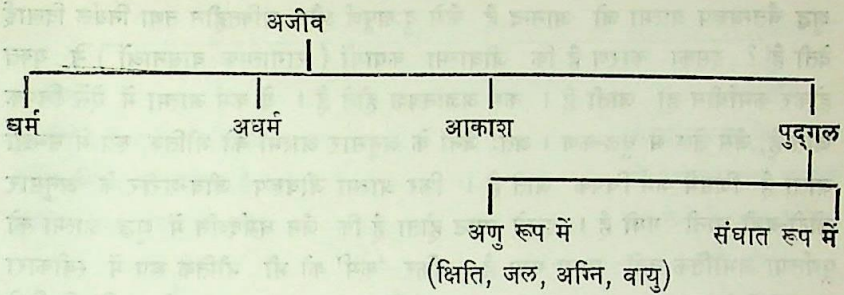 अजीव
धर्म अधर्म आकाश पुद्गल
अणु रूप में संघात रूप में
(क्षिति, जल, अग्नि, वायु)